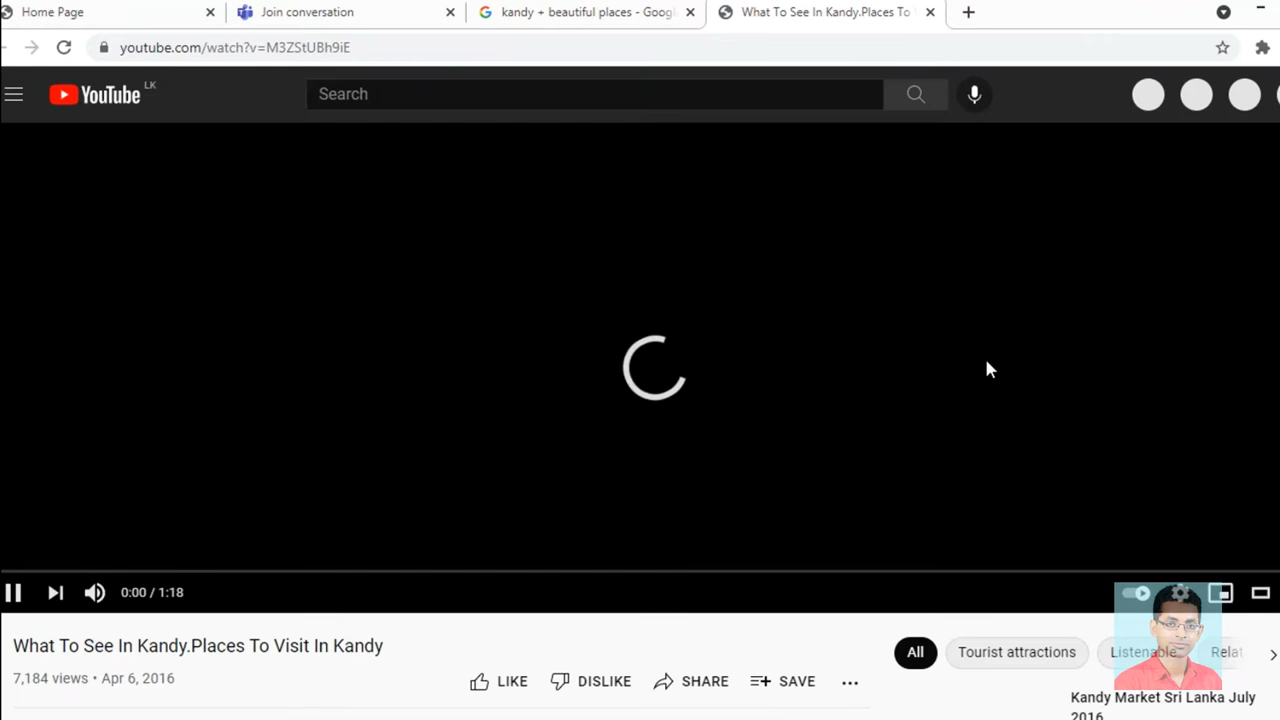 Home Page
Join conversation
kandy + beautiful places - Goog
What To See In Kandy.Places To
youtube.com/watch?v=M3ZStUBh9iE
YouTube LK
Search
0:00 / 1:18
What To See In Kandy.Places To Visit In Kandy
7,184 views • Apr 6, 2016
LIKE
DISLIKE
SHARE
SAVE
All
Tourist attractions
Listenable
Relat
Kandy Market Sri Lanka July
2016